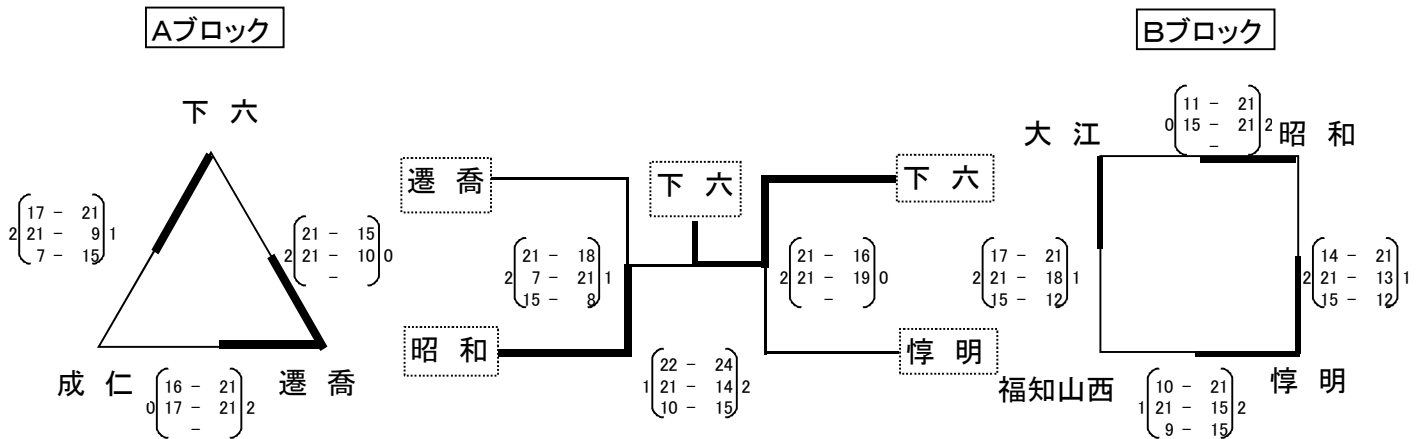 Aブロック
Bブロック
下 六
2 17 - 21 1
21 - 9
7 - 15
2 21 - 15 0
21 - 10
-
成 仁
遷 喬
0 16 - 21 2
17 - 21
-
遷 喬
下 六
下 六
2 21 - 18 1
7 - 21
15 - 8
2 21 - 16 0
21 - 19
-
昭 和
惇 明
1 22 - 24 2
21 - 14
10 - 15
大 江
0 11 - 21 2
15 - 21
-
昭 和
2 17 - 21 1
21 - 18
15 - 12
2 14 - 21 1
21 - 13
15 - 12
福知山西
惇 明
1 10 - 21 2
21 - 15
9 - 15